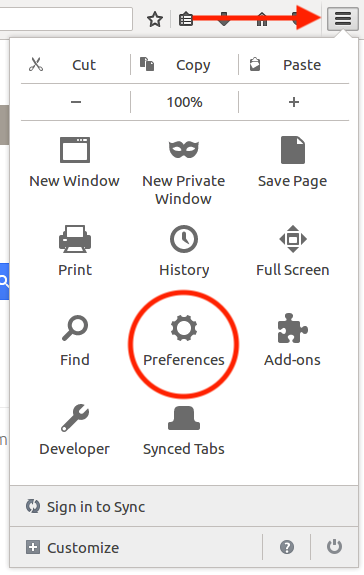 Cut Copy Paste
− 100% +
New Window New Private Window Save Page
Print History Full Screen
Find Preferences Add-ons
Developer Synced Tabs
Sign in to Sync
Customize ?
m